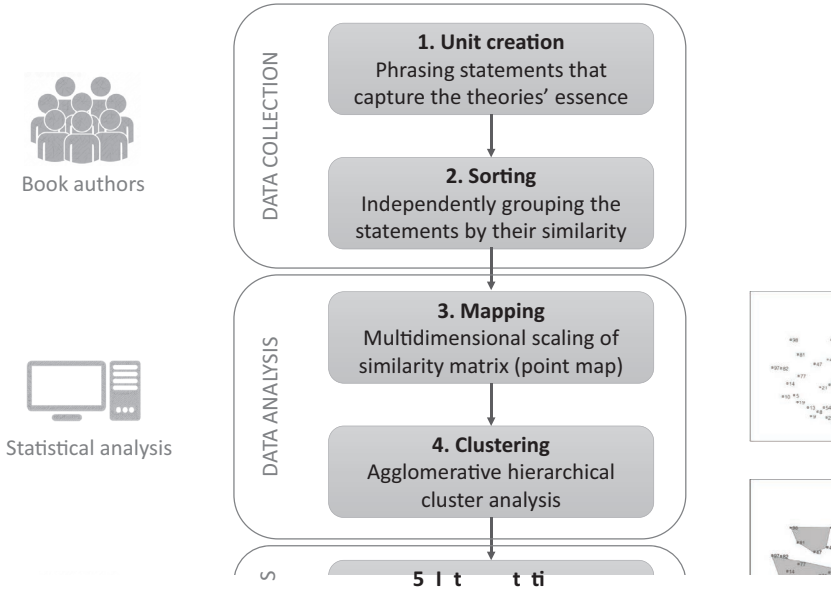 1. Unit creation
Phrasing statements that
capture the theories’ essence
DATA COLLECTION
Book authors
2. Sorting
Independently grouping the
statements by their similarity
3. Mapping
Multidimensional scaling of
similarity matrix (point map)
DATA ANALYSIS
Statistical analysis
4. Clustering
Agglomerative hierarchical
cluster analysis